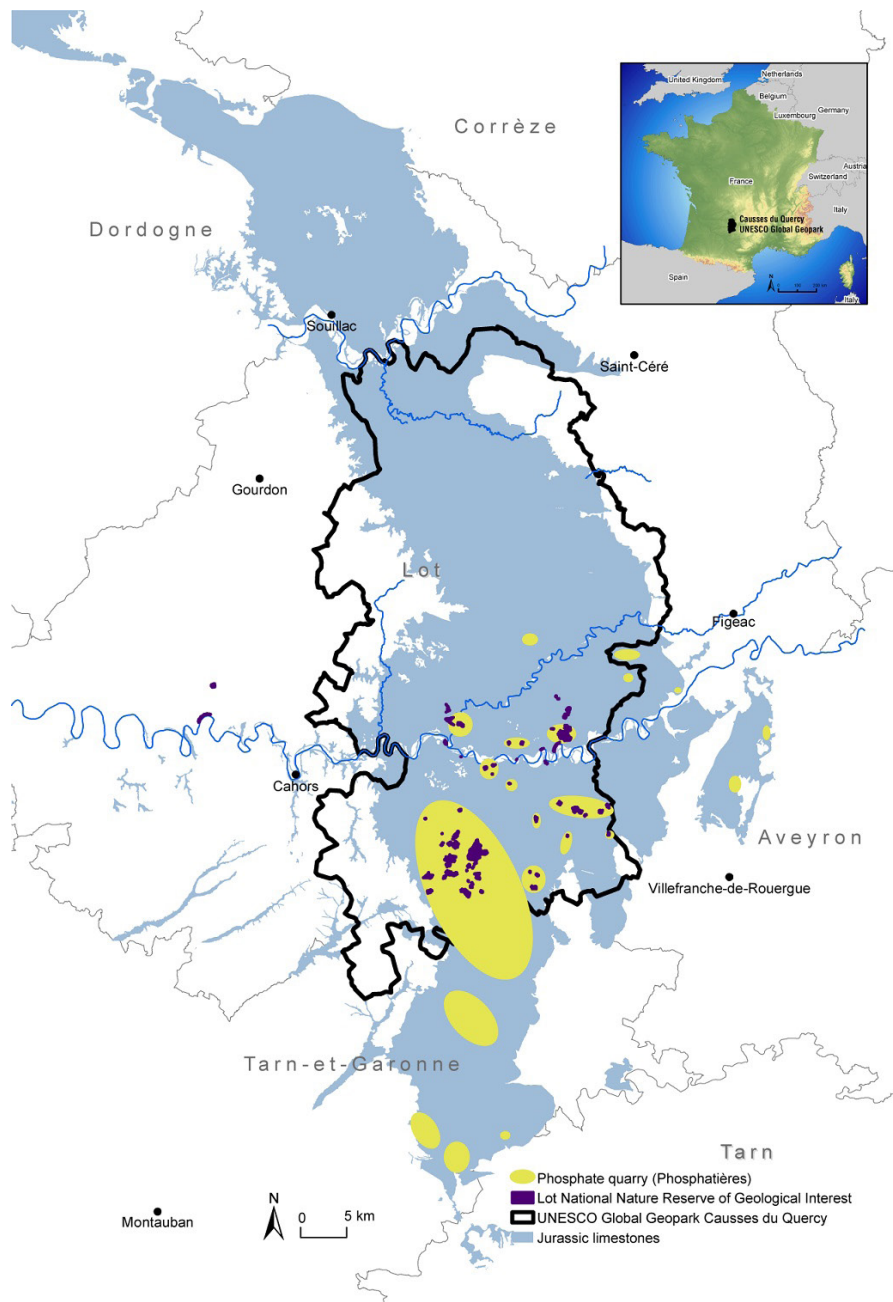 United Kingdom
Netherlands
Belgium
Germany
Luxembourg
Austria
Switzerland
France
Italy
Causses du Quercy
UNESCO Global Geopark
Spain
N
Italy
Corrèze
Dordogne
Souillac
Saint-Céré
Gourdon
Lot
Figeac
Cahors
Aveyron
Villefranche-de-Rouergue
Tarn-et-Garonne
Tarn
Phosphate quarry (Phosphatières)
Lot National Nature Reserve of Geological Interest
UNESCO Global Geopark Causses du Quercy
Jurassic limestones
Montauban
N
0 5 km